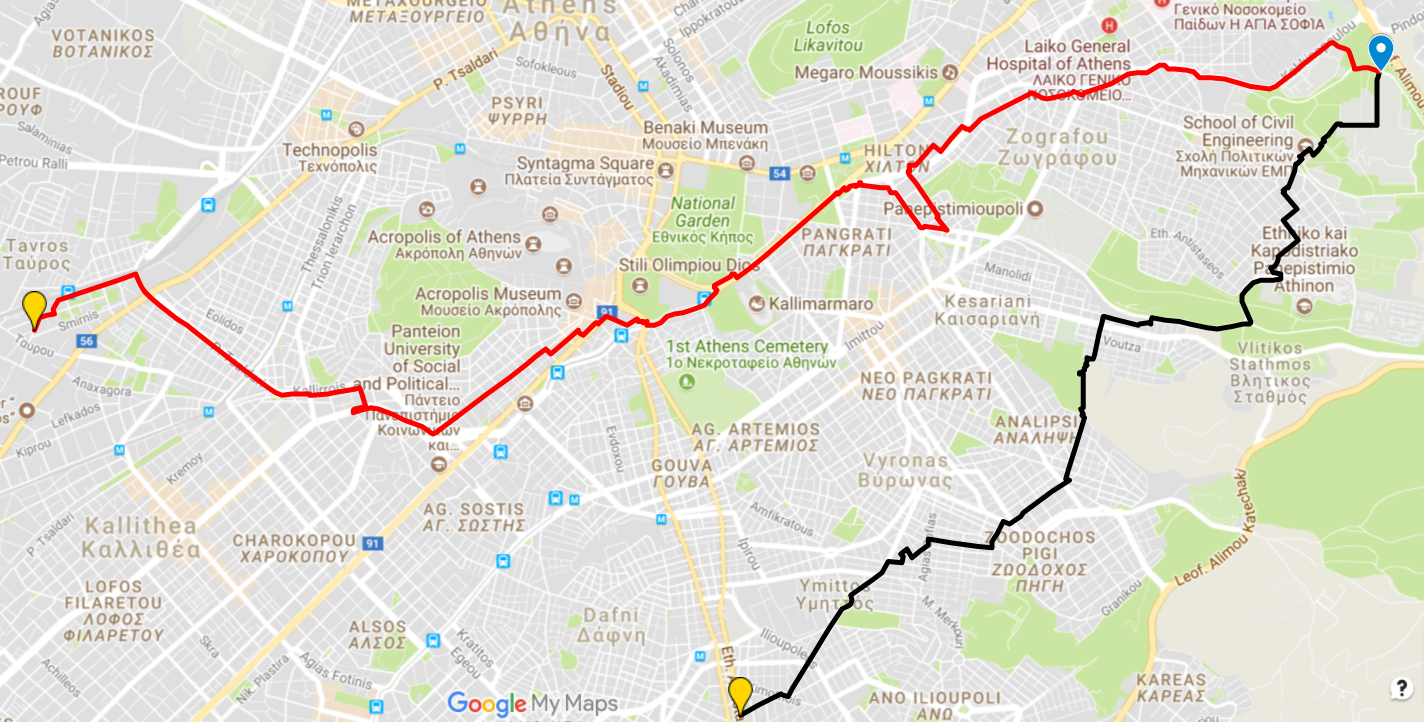 METAXOURGEIO
ΜΕΤΑΞΟΥΡΓΕΙΟ
Athens
Αθήνα
Ippokratous
Γενικό Νοσοκομείο
Παίδων Η ΑΓΙΑ ΣΟΦΙΑ
Pindou
VOTANIKOS
ΒΟΤΑΝΙΚΟΣ
P. Tsaldari
Sofokleous
Stadiou
Solonos
Akadimias
Lofos
Likavitou
Megaro Moussikis
Laiko General
Hospital of Athens
ΛΑΪΚΟ ΓΕΝΙΚΟ
ΝΟΣΟΚΟΜΕΙΟ...
ROUF
ΡΟΥΦ
PSYRI
ΨΥΡΡΗ
Salaminias
Petrou Ralli
Technopolis
Τεχνόπολις
Benaki Museum
Μουσείο Μπενάκη
Syntagma Square
Πλατεία Συντάγματος
54
HILTON
ΧΙΛΤΟΝ
Zografou
Ζωγράφου
School of Civil
Engineering
Σχολή Πολιτικών
Μηχανικών ΕΜΠ
National
Garden
Εθνικός Κήπος
Panepistimioupoli
PANGRATI
ΠΑΓΚΡΑΤΙ
Thessalonikis
Trion Ierarchon
Tavros
Ταύρος
Acropolis of Athens
Ακρόπολη Αθηνών
Stili Olimpiou Dios
Eth. Antistaseos
Ethniko kai
Kapodistriako
Panepistimio
Athinon
Manolidi
Acropolis Museum
Μουσείο Ακρόπολης
91
Kallimarmaro
Kesariani
Καισαριανή
Smirnis
Ταύρου
56
Eolidos
Panteion
University
of Social
and Political...
Πάντειο
Πανεπιστήμιο
Κοινωνικών
και...
Kallirrois
1st Athens Cemetery
1ο Νεκροταφείο Αθηνών
Imittou
Voutza
Vlitikos
Stathmos
Βλητικος
Σταθμος
Anaxagora
Lefkados
Kiripou
NEO PAGKRATI
ΝΕΟ ΠΑΓΚΡΑΤΙ
AG. ARTEMIOS
ΑΓ. ΑΡΤΕΜΙΟΣ
ANALIPSI
ΑΝΑΛΗΨΗ
Evdoxou
GOUVA
ΓΟΥΒΑ
Vyronas
Βύρωνας
Kremoy
Leof. Alimou Katechaki
AG. SOSTIS
ΑΓ. ΣΩΣΤΗΣ
Amfikratous
P. Tsaldari
Kallithea
Καλλιθέα
CHAROKOPOU
ΧΑΡΟΚΟΠΟΥ
91
Ipirou
ZOODOCHOS
PIGI
ΖΩΟΔΟΧΟΣ
ΠΗΓΗ
LOFOS
FILARETOU
ΛΟΦΟΣ
ΦΙΛΑΡΕΤΟΥ
Dafni
Δάφνη
Ymittos
Υμηττός
Granikou
M. Merkouri
ALSOS
ΑΛΣΟΣ
Ilioupoleos
Skra
Kratitos
Egeou
Agias Fotinis
Nik. Plastira
Achilleos
Eth.
KAREAS
ΚΑΡΕΑΣ
ANO ILIOUPOLI
ΑΝΩ
Google My Maps
?